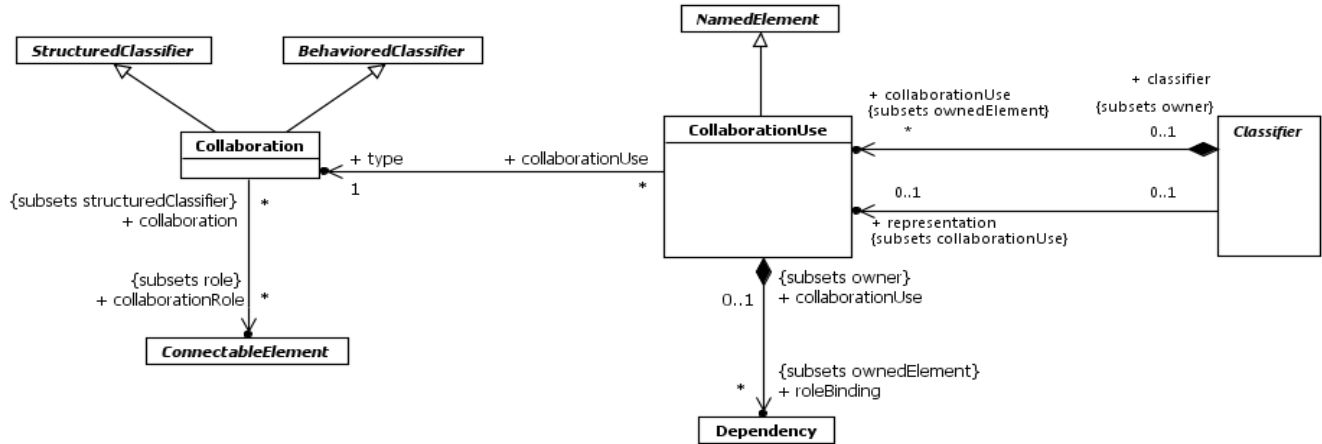 NamedElement
StructuredClassifier
BehavioredClassifier
+ classifier
+ collaborationUse
{subsets ownedElement}
{subsets owner}
*
0..1
CollaborationUse
Classifier
Collaboration
+ type
+ collaborationUse
1
*
{subsets structuredClassifier}
*
+ collaboration
0..1
0..1
+ representation
{subsets collaborationUse}
{subsets role}
+ collaborationRole
*
{subsets owner}
0..1
+ collaborationUse
ConnectableElement
{subsets ownedElement}
*
+ roleBinding
Dependency